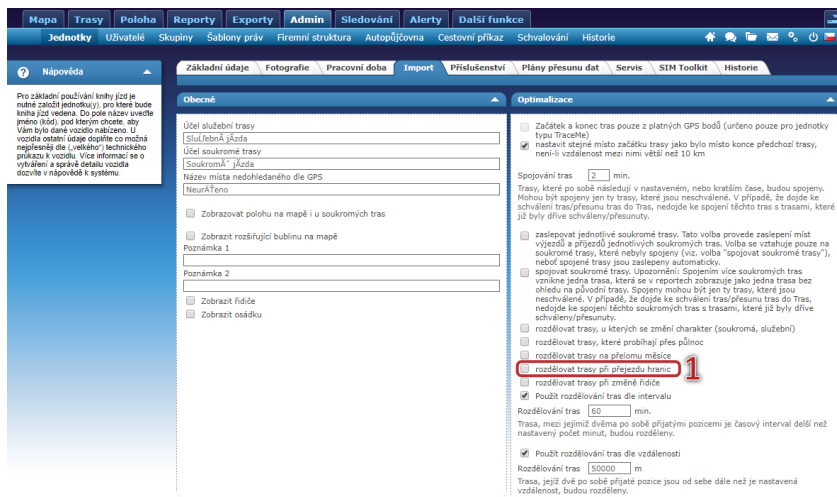 Mapa Trasy Poloha Reporty Exporty Admin Sledování Alerty Další funkce
Jednotky Uživatelé Skupiny Šablony práv Firemní struktura Autopůjčovna Cestovní příkaz Schvalování Historie
? Nápověda
Pro základní používání knihy jízd je
nutné založit jednotku(y), pro které bude
kniha jízd vedena. Do pole název uveďte
jméno (kód), pod kterým chcete, aby
Vám bylo dané vozidlo nabízeno. U
vozidla ostatní údaje doplňte co možná
nejpřesněji dle („velkého“) technického
průkazu k vozidlu. Více informací se o
vytváření a správě detailu vozidla
dozvíte v nápovědě k systému.
Základní údaje Fotografie Pracovní doba Import Příslušenství Plány přesunu dat Servis SIM Toolkit Historie
Obecné
Účel služební trasy
SluĹľebnĂ­ jĂ­zda
Účel soukromé trasy
SoukromĂˇ jĂ­zda
Název místa nedohledaného dle GPS
NeurÄŤeno
Zobrazovat polohu na mapě i u soukromých tras
Zobrazit rozšiřující bublinu na mapě
Poznámka 1
Poznámka 2
Zobrazit řidiče
Zobrazit osádku
Optimalizace
Začátek a konec tras pouze z platných GPS bodů (určeno pouze pro jednotky
typu TraceMe)
nastavit stejné místo začátku trasy jako bylo místo konce předchozí trasy,
není-li vzdálenost mezi nimi větší než 10 km
Spojování tras 2 min.
Trasy, které po sobě následují v nastaveném, nebo kratším čase, budou spojeny.
Mohou být spojeny jen ty trasy, které jsou neschválené. V případě, že dojde ke
schválení tras/přesunu tras do Tras, nedojde ke spojení těchto tras s trasami, které
již byly dříve schváleny/přesunuty.
zaslepovat jednotlivé soukromé trasy. Tato volba provede zaslepení míst
výjezdů a příjezdů jednotlivých soukromých tras. Volba se vztahuje pouze na
soukromé trasy, které nebyly spojeny (viz. volba "spojovat soukromé trasy"),
neboť spojené trasy jsou zaslepeny automaticky.
spojovat soukromé trasy. Upozornění: Spojením více soukromých tras
vznikne jedna trasa, která se v reportech zobrazuje jako jedna trasa bez
ohledu na původní trasy. Spojeny mohou být jen ty trasy, které jsou
neschválené. V případě, že dojde ke schválení tras/přesunu tras do Tras,
nedojde ke spojení těchto soukromých tras s trasami, které již byly dříve
schváleny/přesunuty.
rozdělovat trasy, u kterých se změní charakter (soukromá, služební)
rozdělovat trasy, které probíhají přes půlnoc
rozdělovat trasy na přelomu měsíce
rozdělovat trasy při přejezdu hranic 1
rozdělovat trasy při změně řidiče
Použít rozdělování tras dle intervalu
Rozdělování tras 60 min.
Trasa, mezi jejímiž dvěma po sobě přijatými pozicemi je časový interval delší než
nastavený počet minut, budou rozděleny.
Použít rozdělování tras dle vzdálenosti
Rozdělování tras 50000 m
Trasa, jejíž dvě po sobě přijaté pozice jsou od sebe dále než je nastavená
vzdálenost, budou rozděleny.